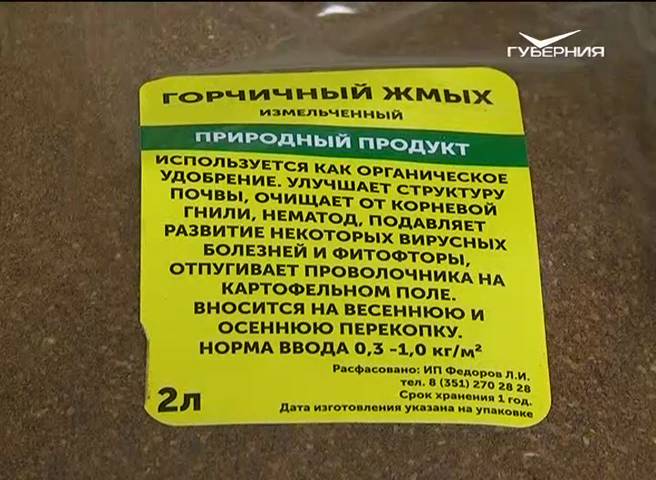 ГУБЕРНИЯ
ГОРЧИЧНЫЙ ЖМЫХ
ИЗМЕЛЬЧЕННЫЙ
ПРИРОДНЫЙ ПРОДУКТ
ИСПОЛЬЗУЕТСЯ КАК ОРГАНИЧЕСКОЕ
УДОБРЕНИЕ. УЛУЧШАЕТ СТРУКТУРУ
ПОЧВЫ, ОЧИЩАЕТ ОТ КОРНЕВОЙ
ГНИЛИ, НЕМАТОД, ПОДАВЛЯЕТ
РАЗВИТИЕ НЕКОТОРЫХ ВИРУСНЫХ
БОЛЕЗНЕЙ И ФИТОФТОРЫ,
ОТПУГИВАЕТ ПРОВОЛОЧНИКА НА
КАРТОФЕЛЬНОМ ПОЛЕ.
ВНОСИТСЯ НА ВЕСЕННЮЮ И
ОСЕННЮЮ ПЕРЕКОПКУ.
НОРМА ВВОДА 0,3 -1,0 кг/м²
Расфасовано: ИП Федоров Л.И.
тел. 8 (351) 270 28 28
Срок хранения 1 год.
2л
Дата изготовления указана на упаковке